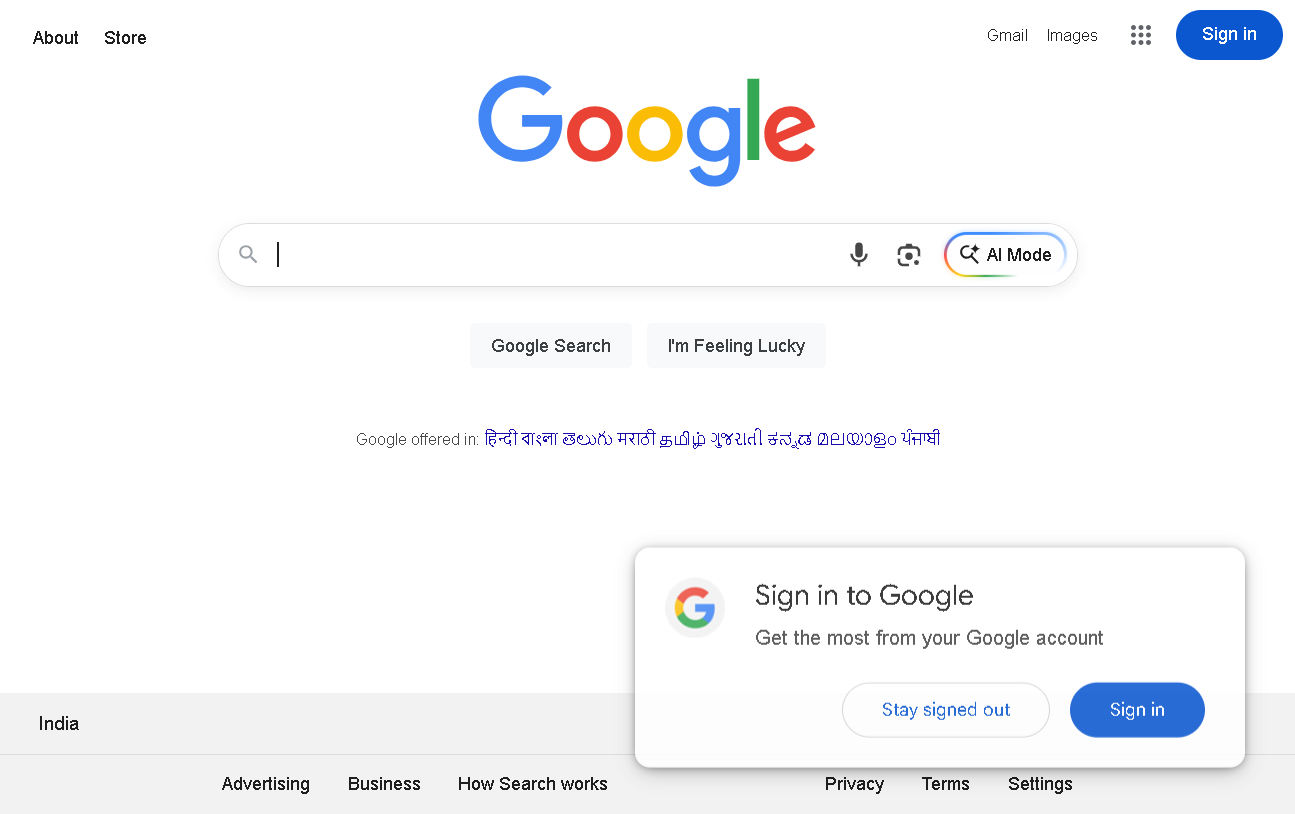 About Store
Gmail Images Sign in
Google
AI Mode
Google Search I'm Feeling Lucky
Google offered in: हिन्दी বাংলা తెలుగు मराठी தமிழ் ગુજરાતી ಕನ್ನಡ മലയാളം ਪੰਜਾਬੀ
Sign in to Google
Get the most from your Google account
Stay signed out Sign in
India
Advertising Business How Search works Privacy Terms Settings